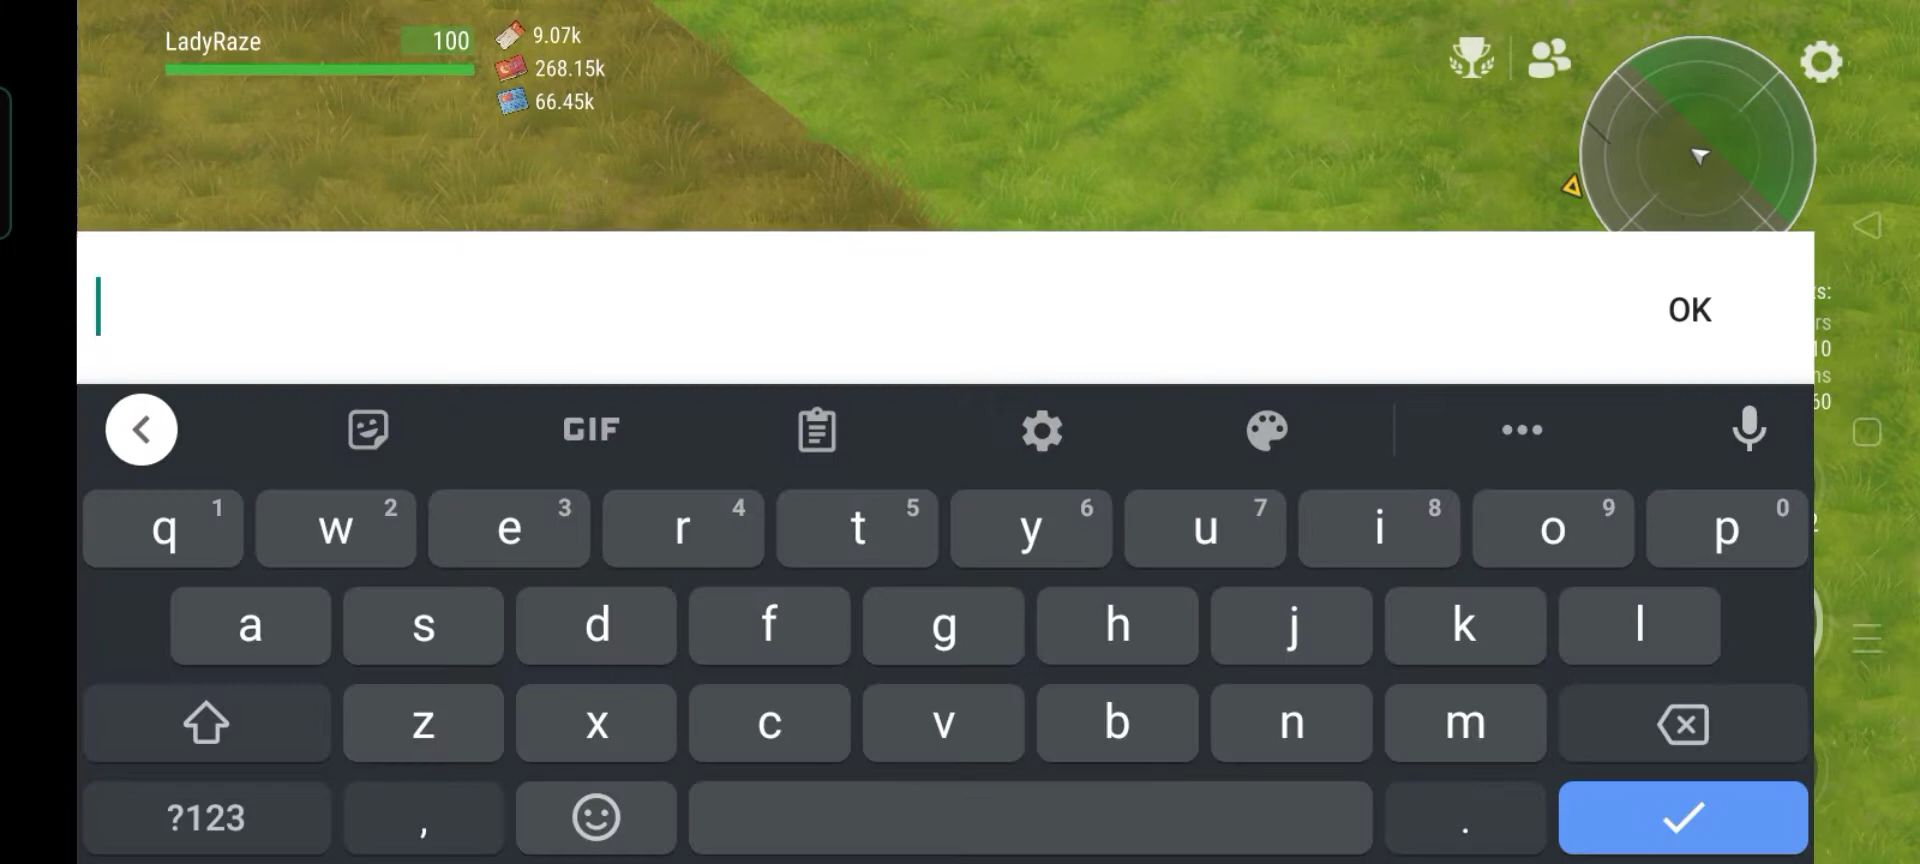 LadyRaze 100
9.07k
268.15k
66.45k
OK
GIF
q 1 w 2 e 3 r 4 t 5 y 6 u 7 i 8 o 9 p 0
a s d f g h j k l
z x c v b n m
?123 , .